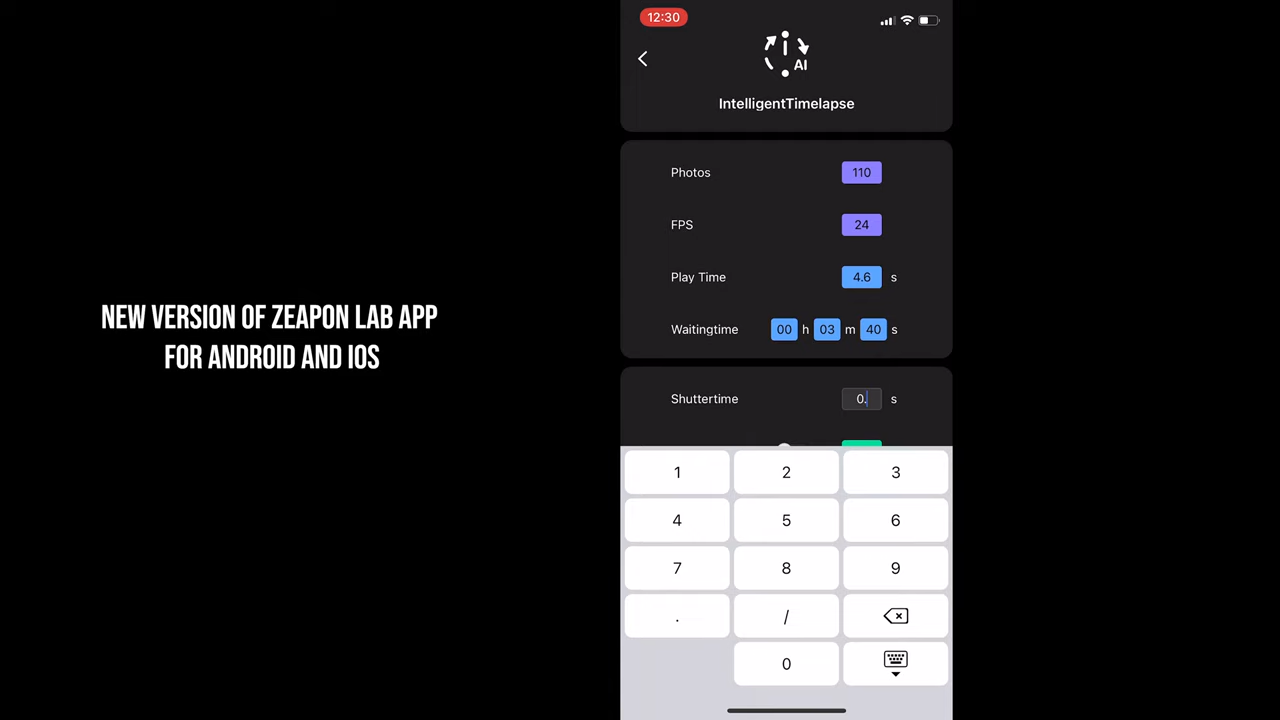 12:30
AI
IntelligentTimelapse
Photos 110
FPS 24
Play Time 4.6 s
Waitingtime 00 h 03 m 40 s
NEW VERSION OF ZEAPON LAB APP
FOR ANDROID AND IOS
Shuttertime 0. s
1 2 3
4 5 6
7 8 9
. /
0